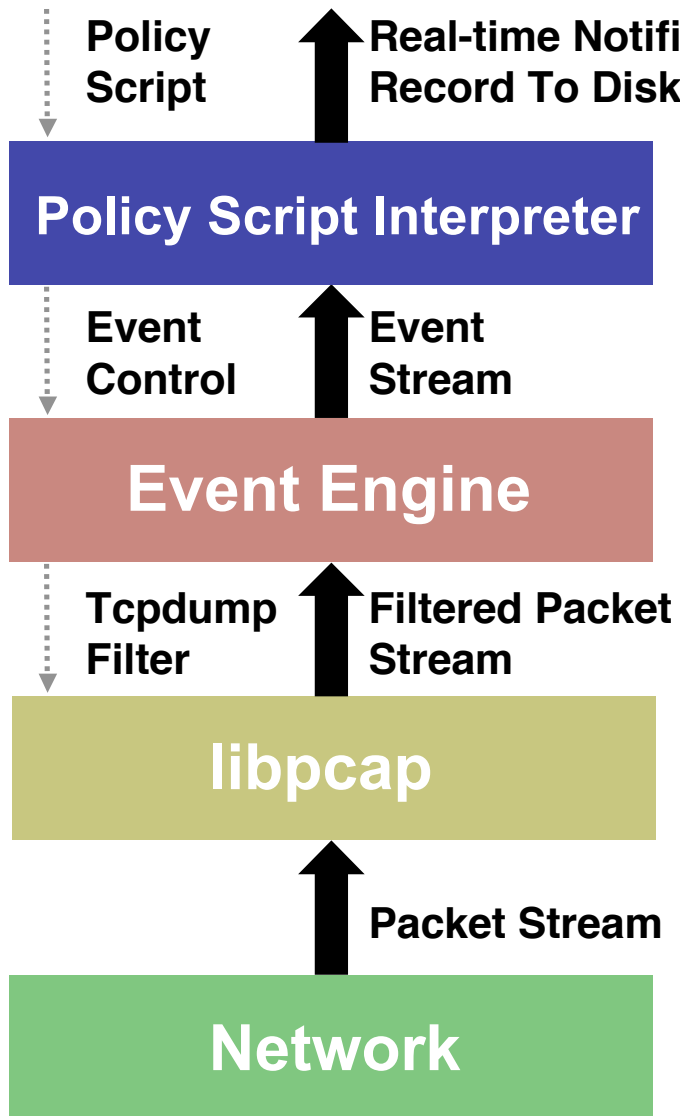 Policy
Script
Real-time Notifi
Record To Disk
Policy Script Interpreter
Event
Control
Event
Stream
Event Engine
Tcpdump
Filter
Filtered Packet
Stream
libpcap
Packet Stream
Network